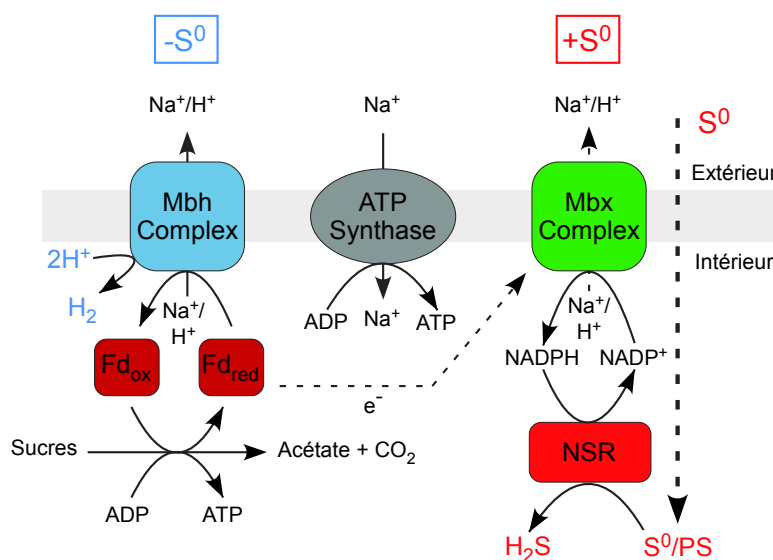 -S⁰
+S⁰
Na⁺/H⁺
Na⁺
Na⁺/H⁺
S⁰
Extérieur
Mbh
Complex
ATP
Synthase
Mbx
Complex
Intérieur
2H⁺
H₂
Na⁺/
H⁺
ADP
Na⁺
ATP
Na⁺/
H⁺
NADPH
NADP⁺
Fdox
Fdred
e⁻
Sucres
Acétate + CO₂
NSR
ADP
ATP
H₂S
S⁰/PS